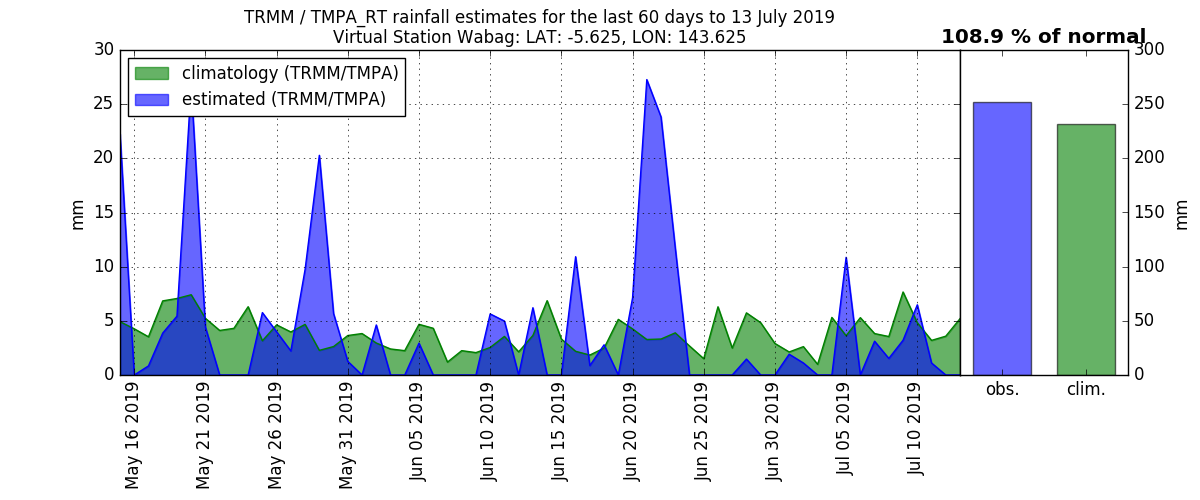 TRMM / TMPA_RT rainfall estimates for the last 60 days to 13 July 2019
Virtual Station Wabag: LAT: -5.625, LON: 143.625
108.9 % of normal
climatology (TRMM/TMPA)
estimated (TRMM/TMPA)
30
25
20
15
10
5
0
mm
May 16 2019
May 21 2019
May 26 2019
May 31 2019
Jun 05 2019
Jun 10 2019
Jun 15 2019
Jun 20 2019
Jun 25 2019
Jun 30 2019
Jul 05 2019
Jul 10 2019
300
250
200
150
100
50
0
mm
obs.
clim.